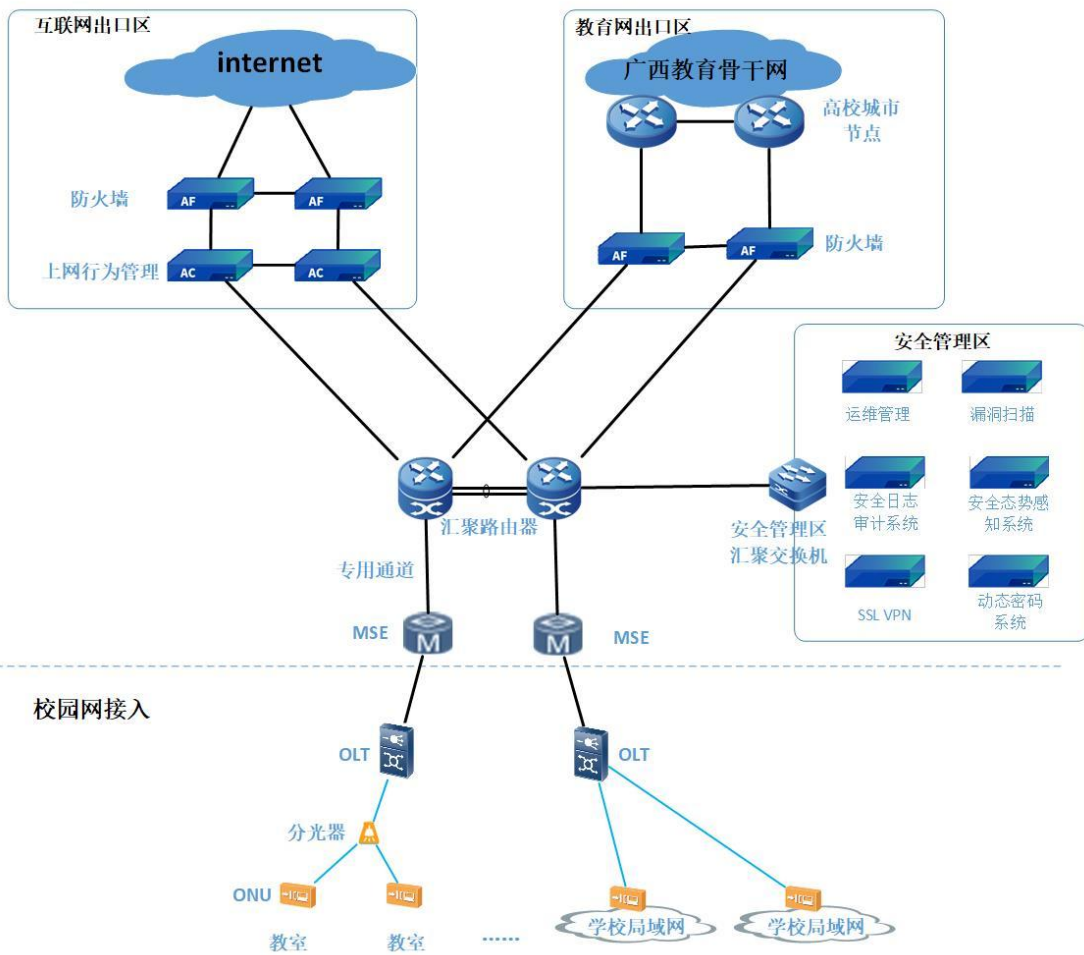 互联网出口区
internet
防火墙
AF
AF
上网行为管理
AC
AC
教育网出口区
广西教育骨干网
高校城市
节点
AF
AF
防火墙
安全管理区
运维管理
漏洞扫描
安全日志
审计系统
安全态势感
知系统
SSL VPN
动态密码
系统
汇聚路由器
安全管理区
汇聚交换机
专用通道
MSE
M
M
MSE
校园网接入
OLT
OLT
分光器
ONU
教室
教室
......
学校局域网
学校局域网